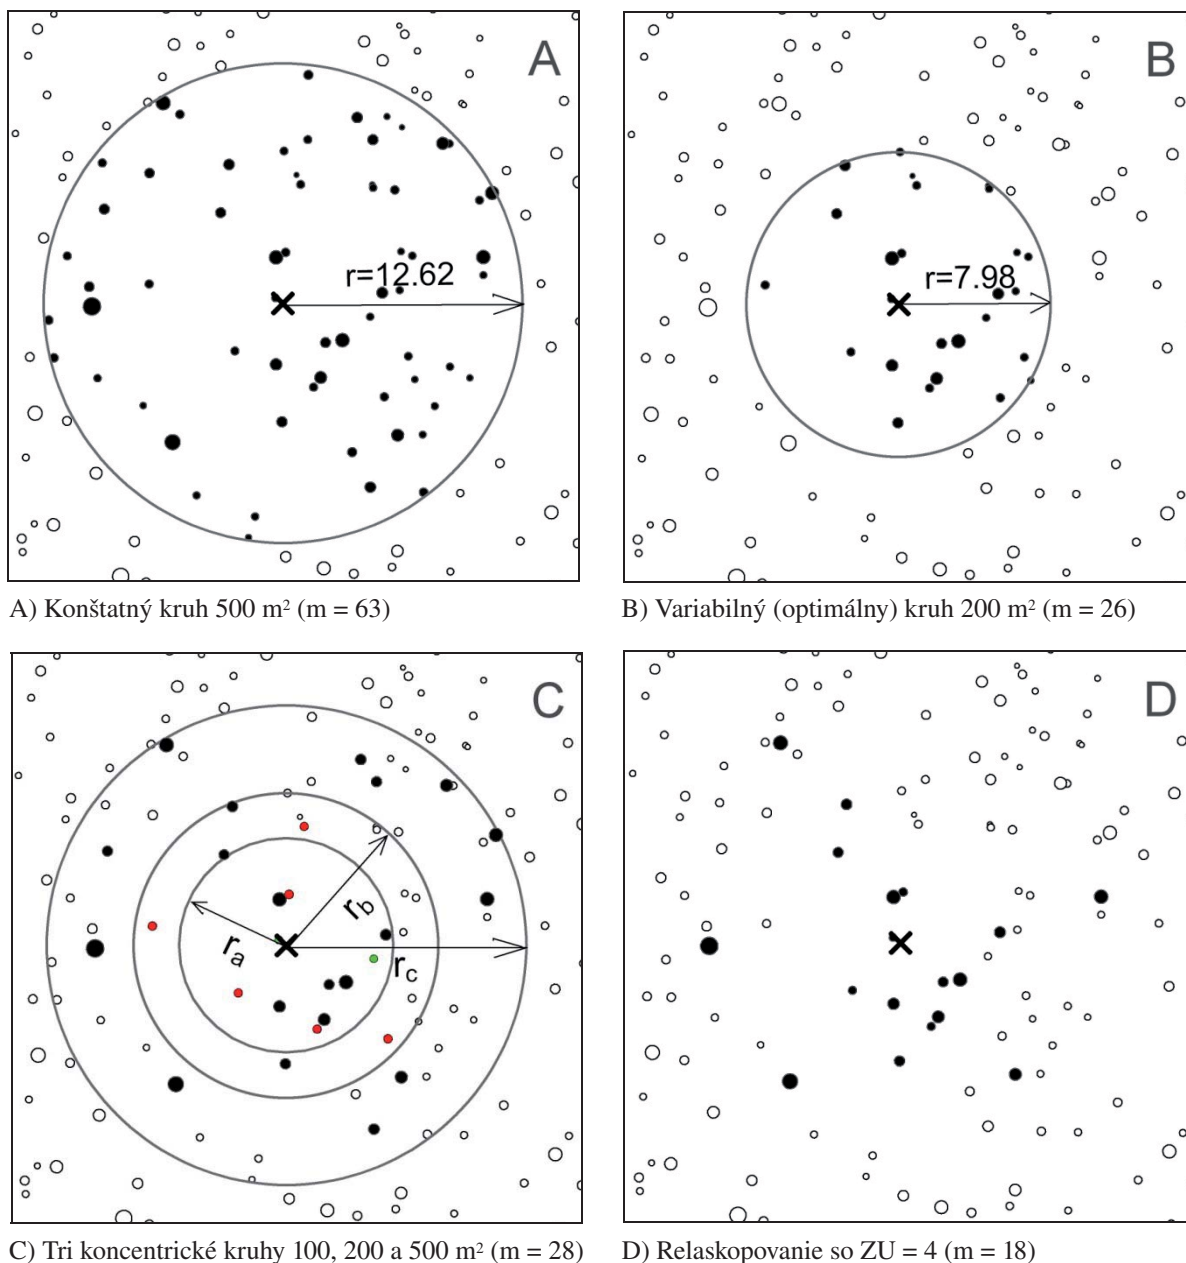 A
r=12.62
A) Konštatný kruh 500 m² (m = 63)
B
r=7.98
B) Variabilný (optimálny) kruh 200 m² (m = 26)
C
r_a
r_b
r_c
C) Tri koncentrické kruhy 100, 200 a 500 m² (m = 28)
D
D) Relaskopovanie so ZU = 4 (m = 18)